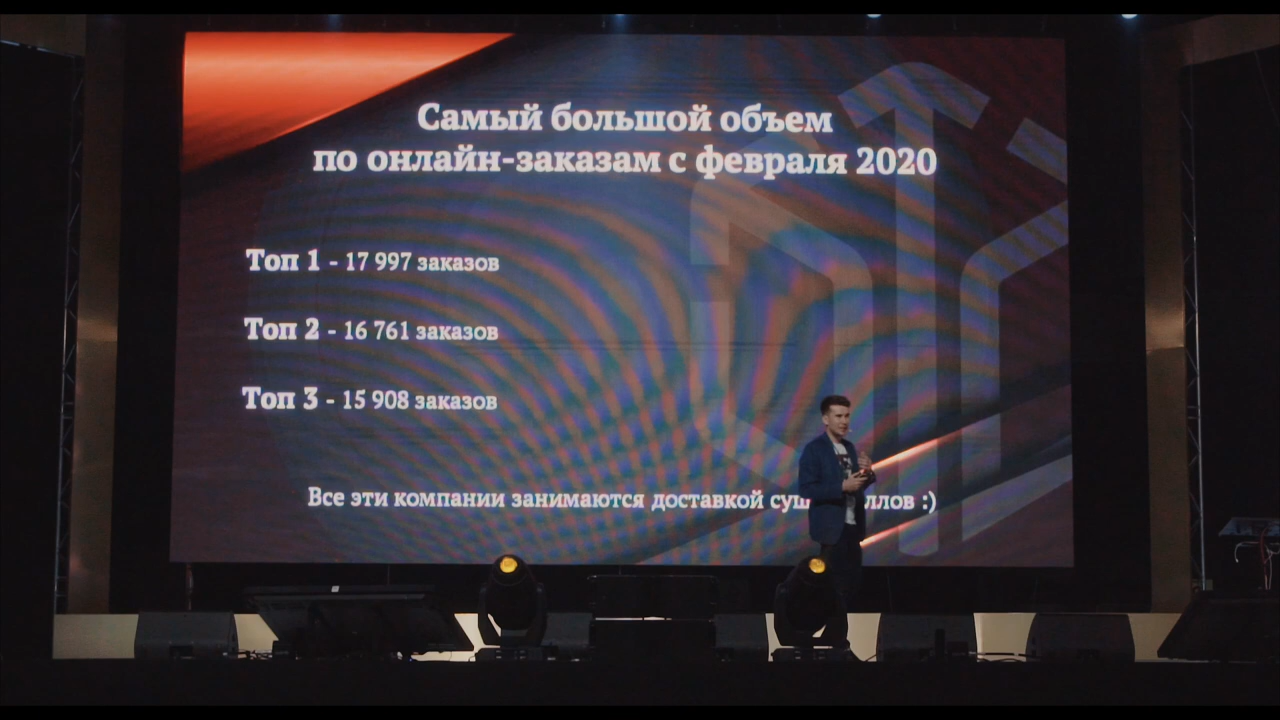 Самый большой объем
по онлайн-заказам с февраля 2020
Топ 1 - 17 997 заказов
Топ 2 - 16 761 заказов
Топ 3 - 15 908 заказов
Все эти компании занимаются доставкой :)